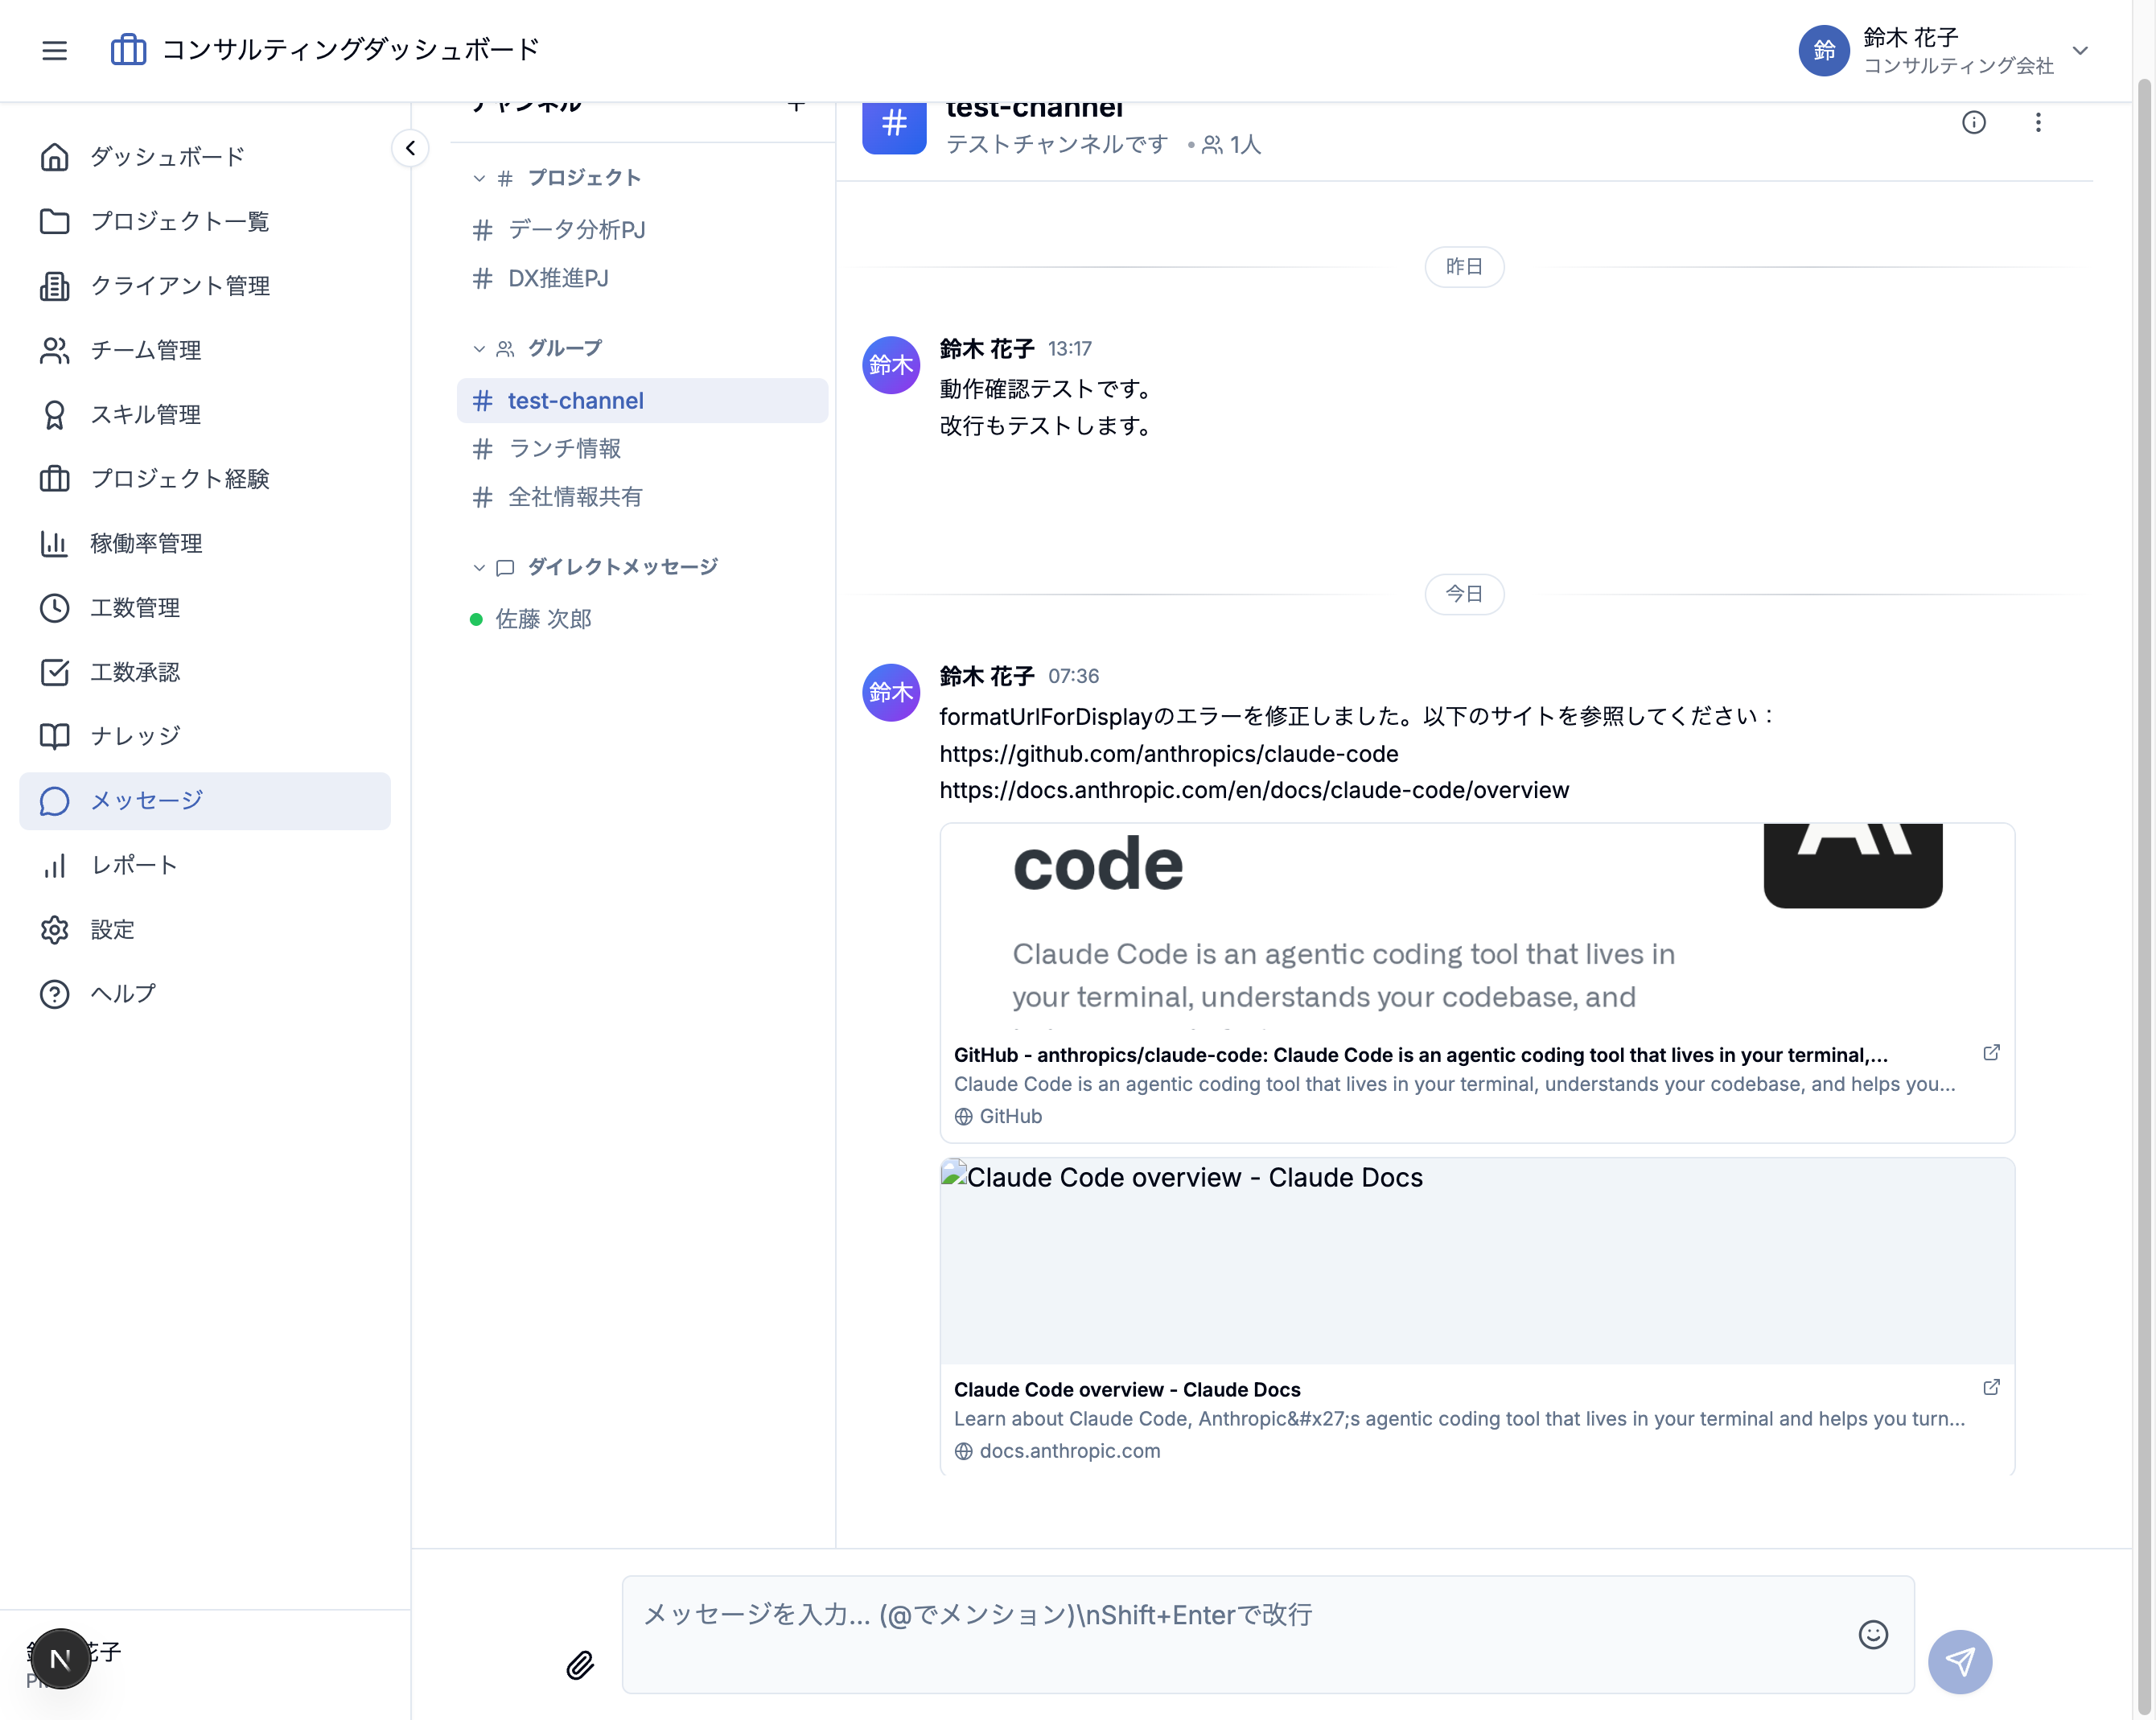 コンサルティングダッシュボード
鈴
鈴木 花子
コンサルティング会社
ダッシュボード
プロジェクト一覧
クライアント管理
チーム管理
スキル管理
プロジェクト経験
稼働率管理
工数管理
工数承認
ナレッジ
メッセージ
レポート
設定
ヘルプ
花子
N
チャンネル
プロジェクト
# データ分析PJ
# DX推進PJ
グループ
# test-channel
# ランチ情報
# 全社情報共有
ダイレクトメッセージ
佐藤 次郎
# test-channel
テストチャンネルです • 1人
昨日
鈴木
鈴木 花子 13:17
動作確認テストです。
改行もテストします。
今日
鈴木
鈴木 花子 07:36
formatUrlForDisplayのエラーを修正しました。以下のサイトを参照してください：
https://github.com/anthropics/claude-code
https://docs.anthropic.com/en/docs/claude-code/overview
code
Claude Code is an agentic coding tool that lives in
your terminal, understands your codebase, and
GitHub - anthropics/claude-code: Claude Code is an agentic coding tool that lives in your terminal,...
Claude Code is an agentic coding tool that lives in your terminal, understands your codebase, and helps you...
GitHub
Claude Code overview - Claude Docs
Claude Code overview - Claude Docs
Learn about Claude Code, Anthropic&#x27;s agentic coding tool that lives in your terminal and helps you turn...
docs.anthropic.com
メッセージを入力... (@でメンション)\nShift+Enterで改行